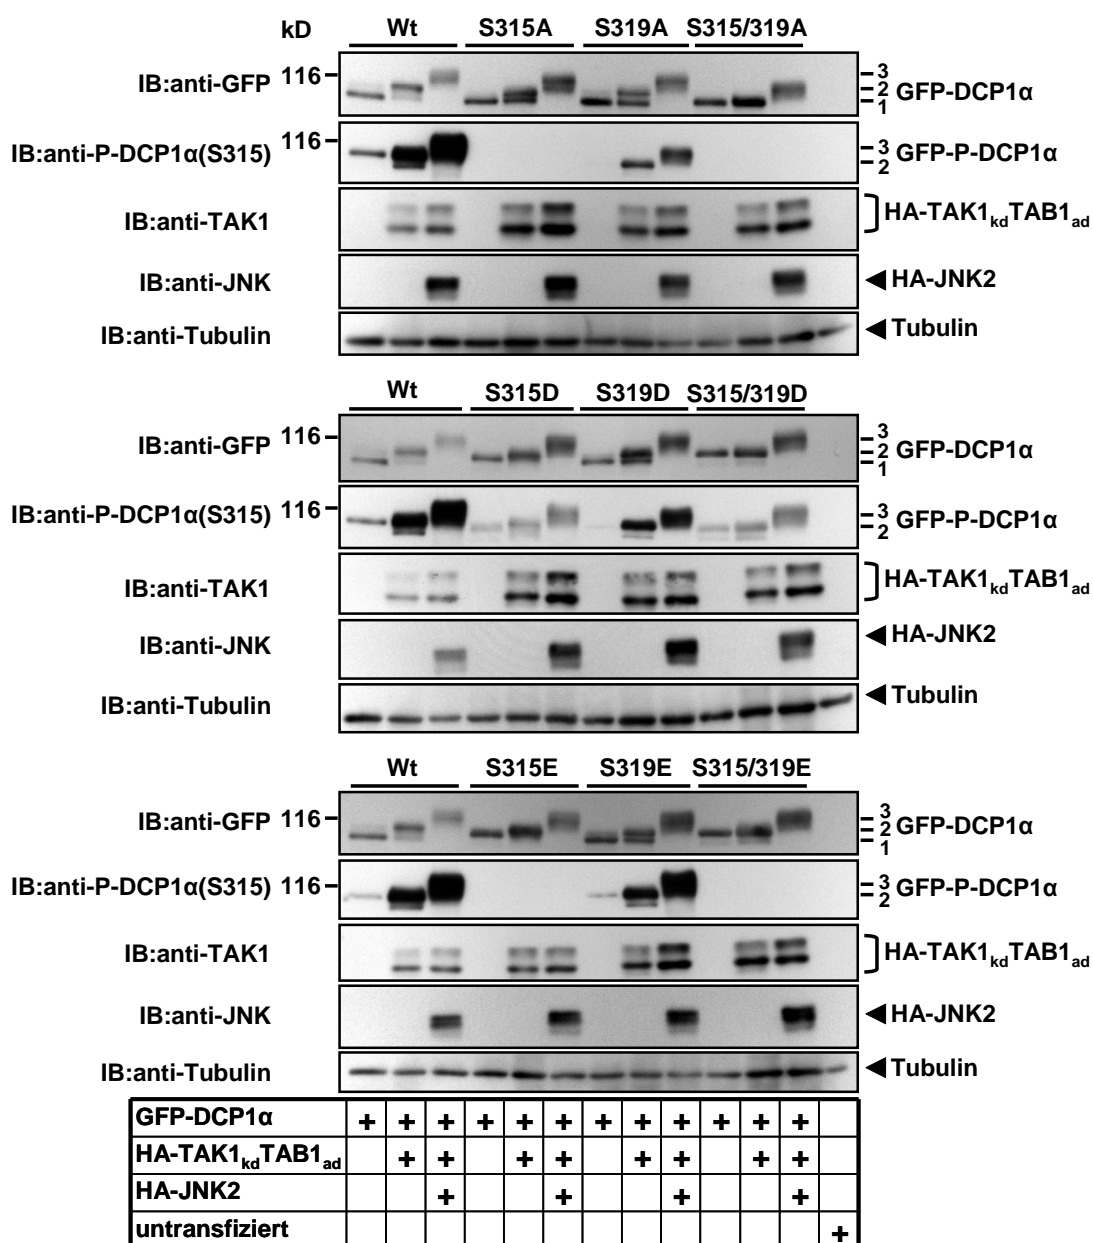 kD Wt S315A S319A S315/319A
IB:anti-GFP 116 3 2 1 GFP-DCP1α
IB:anti-P-DCP1α(S315) 116 3 2 GFP-P-DCP1α
IB:anti-TAK1 HA-TAK1kdTAB1ad
IB:anti-JNK HA-JNK2
IB:anti-Tubulin Tubulin
Wt S315D S319D S315/319D
IB:anti-GFP 116 3 2 1 GFP-DCP1α
IB:anti-P-DCP1α(S315) 116 3 2 GFP-P-DCP1α
IB:anti-TAK1 HA-TAK1kdTAB1ad
IB:anti-JNK HA-JNK2
IB:anti-Tubulin Tubulin
Wt S315E S319E S315/319E
IB:anti-GFP 116 3 2 1 GFP-DCP1α
IB:anti-P-DCP1α(S315) 116 3 2 GFP-P-DCP1α
IB:anti-TAK1 HA-TAK1kdTAB1ad
IB:anti-JNK HA-JNK2
IB:anti-Tubulin Tubulin
GFP-DCP1α + + + + + + + + + + + +
HA-TAK1kdTAB1ad + + + + + + + +
HA-JNK2 + + + +
untransfiziert +